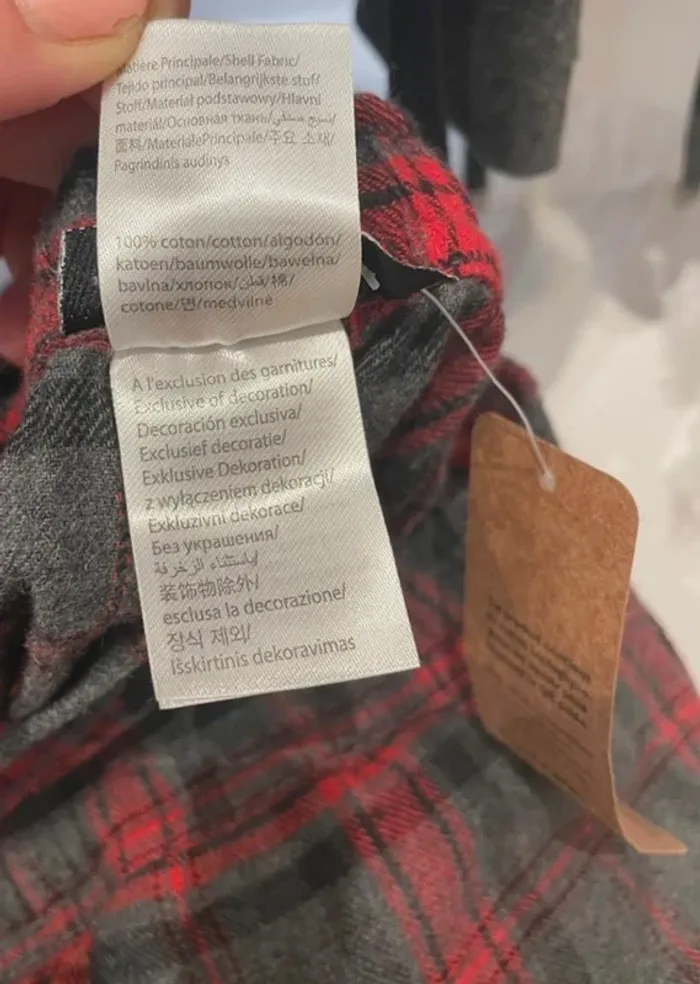 Matière Principale/Shell Fabric/
Tejido principal/Belangrijkste stof/
Stoff/Materiał podstawowy/Hlavní
materiál/Основная ткань/نسيج سطحي/
面料/MaterialePrincipale/주요 소재/
Pagrindinis audinys
100% coton/cotton/algodón/
katoen/baumwolle/bawełna/
bavlna/хлопок/قطن/棉/
cotone/면/medvilnė
À l'exclusion des garnitures/
Exclusive of decoration/
Decoración exclusiva/
Exclusief decoratie/
Exklusive Dekoration/
z wyłączeniem dekoracji/
Exkluzivní dekorace/
Без украшения/
باستثناء الزخرفة/
装饰物除外/
esclusa la decorazione/
장식 제외/
Išskirtinis dekoravimas